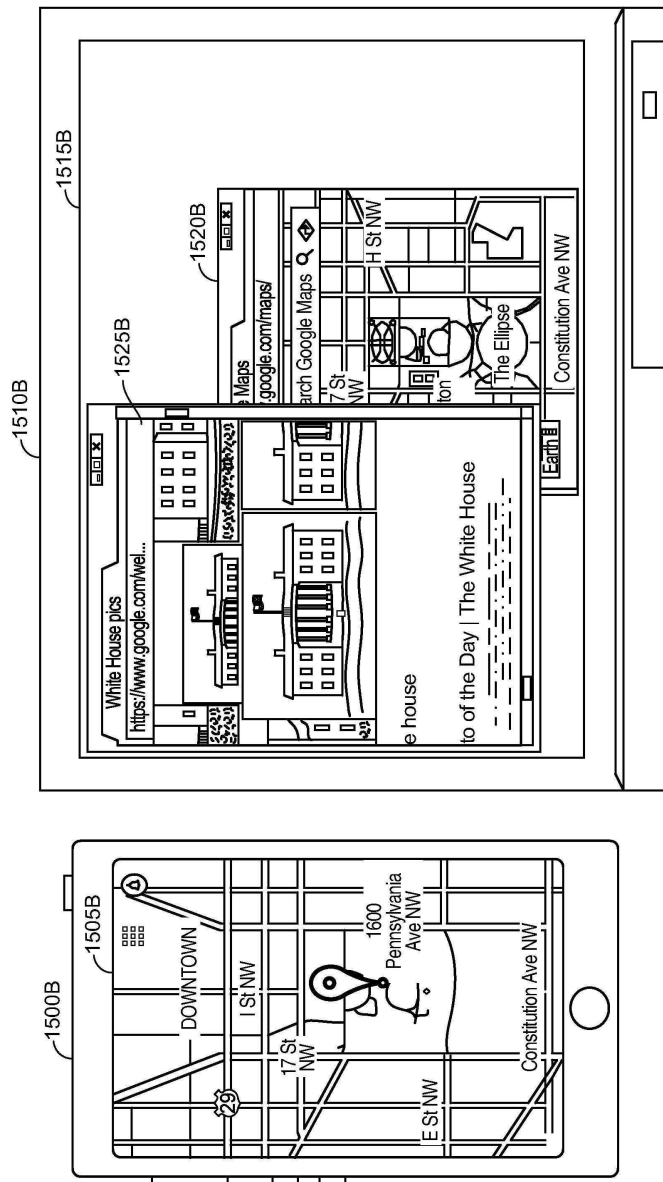 1510B
1515B
1500B
1505B
DOWNTOWN
29
I St NW
17 St
NW
1600
Pennsylvania
Ave NW
E St NW
Constitution Ave NW
1525B
White House pics
https://www.google.com/wel...
e house
to of the Day | The White House
1520B
e Maps
.google.com/maps/
arch Google Maps
7 St
NW
H St NW
ton
The Ellipse
Earth
Constitution Ave NW